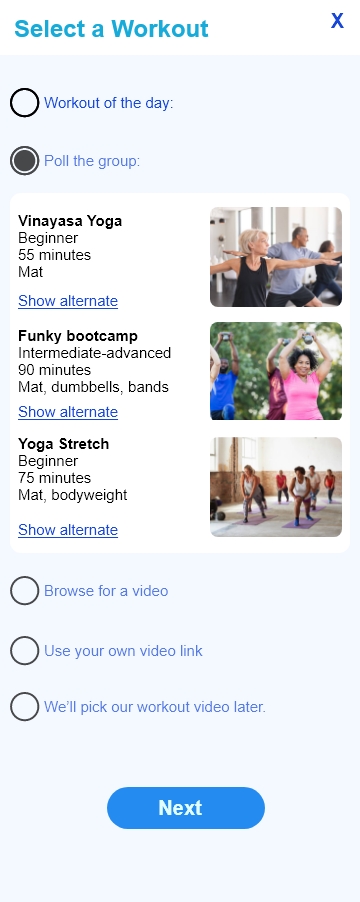 Select a Workout
X
Workout of the day:
Poll the group:
Vinayasa Yoga
Beginner
55 minutes
Mat
Show alternate
Funky bootcamp
Intermediate-advanced
90 minutes
Mat, dumbbells, bands
Show alternate
Yoga Stretch
Beginner
75 minutes
Mat, bodyweight
Show alternate
Browse for a video
Use your own video link
We’ll pick our workout video later.
Next